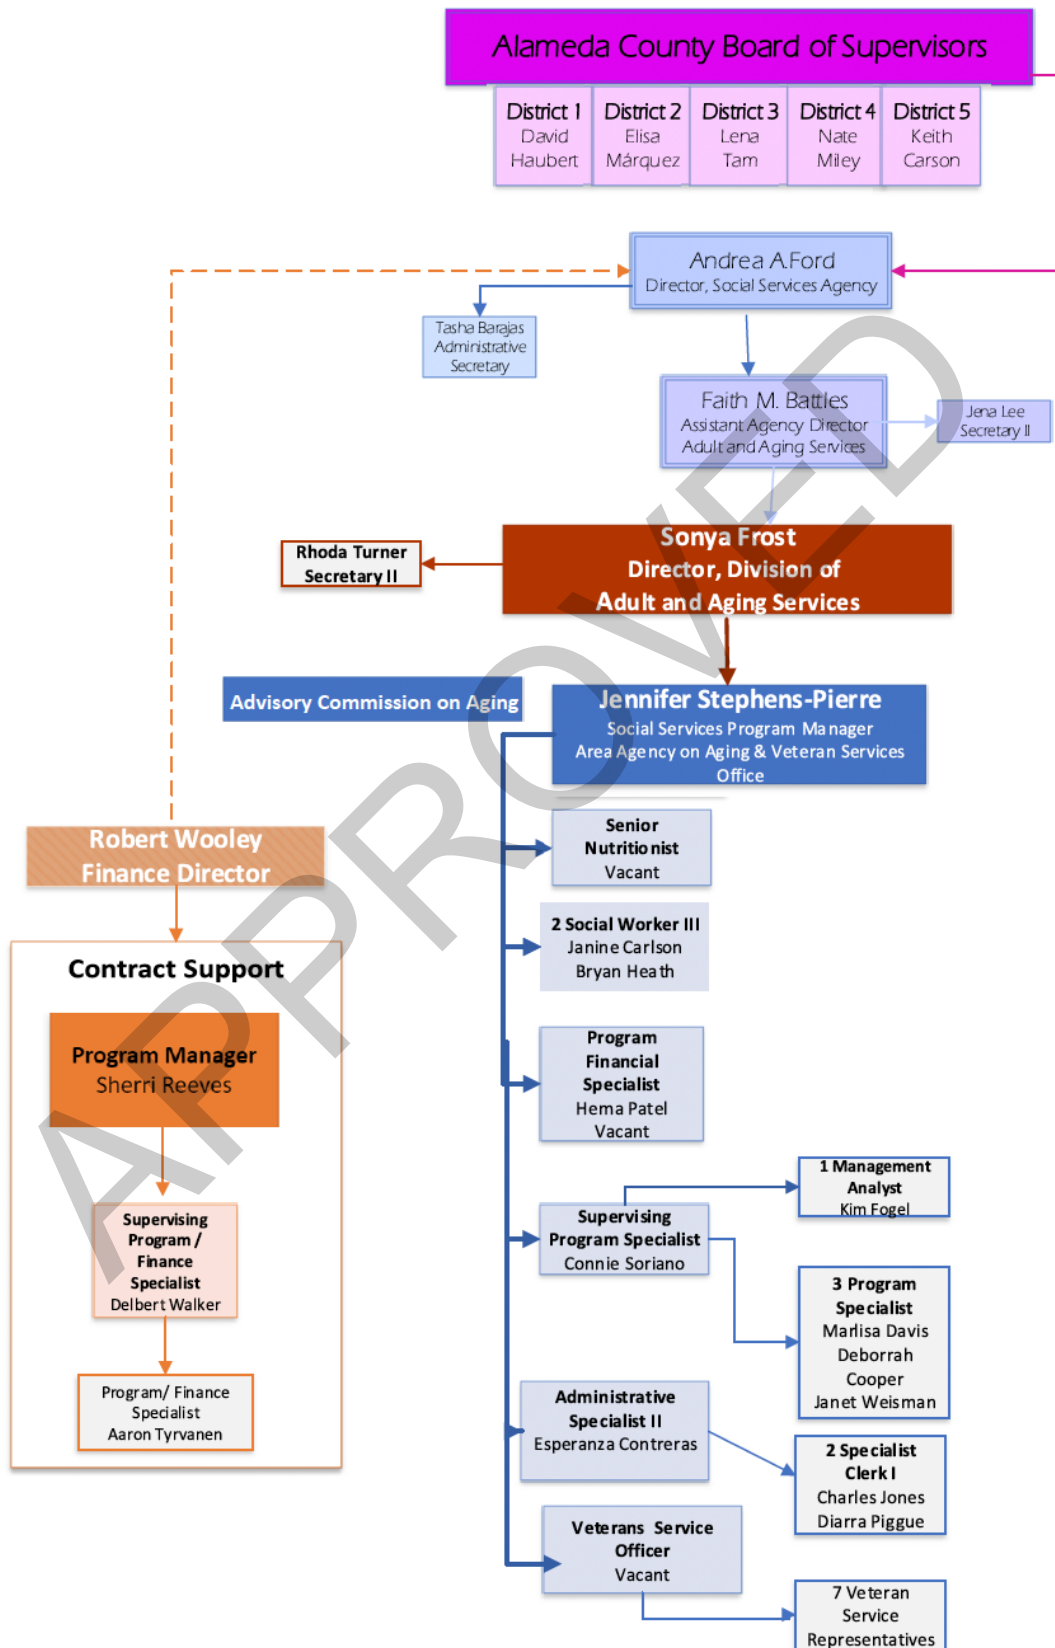 Alameda County Board of Supervisors
District 1
David
Haubert
District 2
Elisa
Márquez
District 3
Lena
Tam
District 4
Nate
Miley
District 5
Keith
Carson
Andrea A.Ford
Director, Social Services Agency
Tasha Barajas
Administrative
Secretary
Faith M. Battles
Assistant Agency Director
Adult and Aging Services
Jena Lee
Secretary II
Sonya Frost
Director, Division of
Adult and Aging Services
Rhoda Turner
Secretary II
Advisory Commission on Aging
Jennifer Stephens-Pierre
Social Services Program Manager
Area Agency on Aging & Veteran Services
Office
Robert Wooley
Finance Director
Contract Support
Program Manager
Sherri Reeves
Supervising
Program /
Finance
Specialist
Delbert Walker
Program/ Finance
Specialist
Aaron Tyrvanen
Senior
Nutritionist
Vacant
2 Social Worker III
Janine Carlson
Bryan Heath
Program
Financial
Specialist
Hema Patel
Vacant
Supervising
Program Specialist
Connie Soriano
1 Management
Analyst
Kim Fogel
3 Program
Specialist
Marlisa Davis
Deborrah
Cooper
Janet Weisman
Administrative
Specialist II
Esperanza Contreras
2 Specialist
Clerk I
Charles Jones
Diarra Piggue
Veterans Service
Officer
Vacant
7 Veteran
Service
Representatives
APPROVED